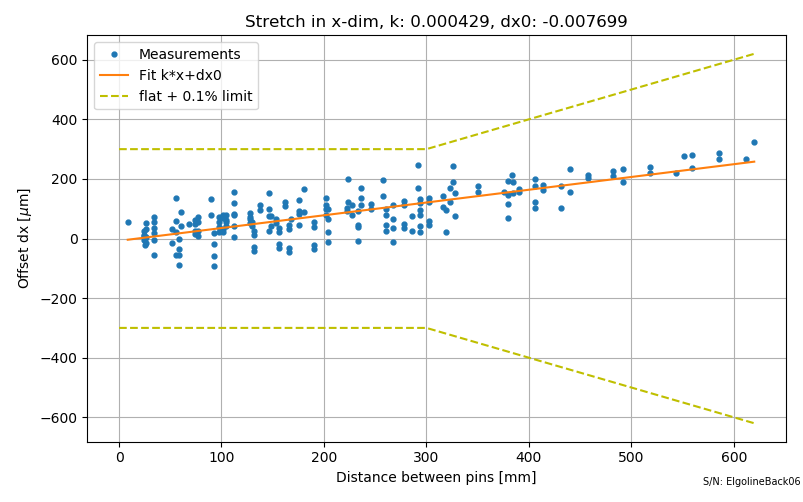 Stretch in x-dim, k: 0.000429, dx0: -0.007699
Measurements
Fit k*x+dx0
flat + 0.1% limit
600
400
200
0
−200
−400
−600
Offset dx [μm]
0 100 200 300 400 500 600
Distance between pins [mm]
S/N: ElgolineBack06